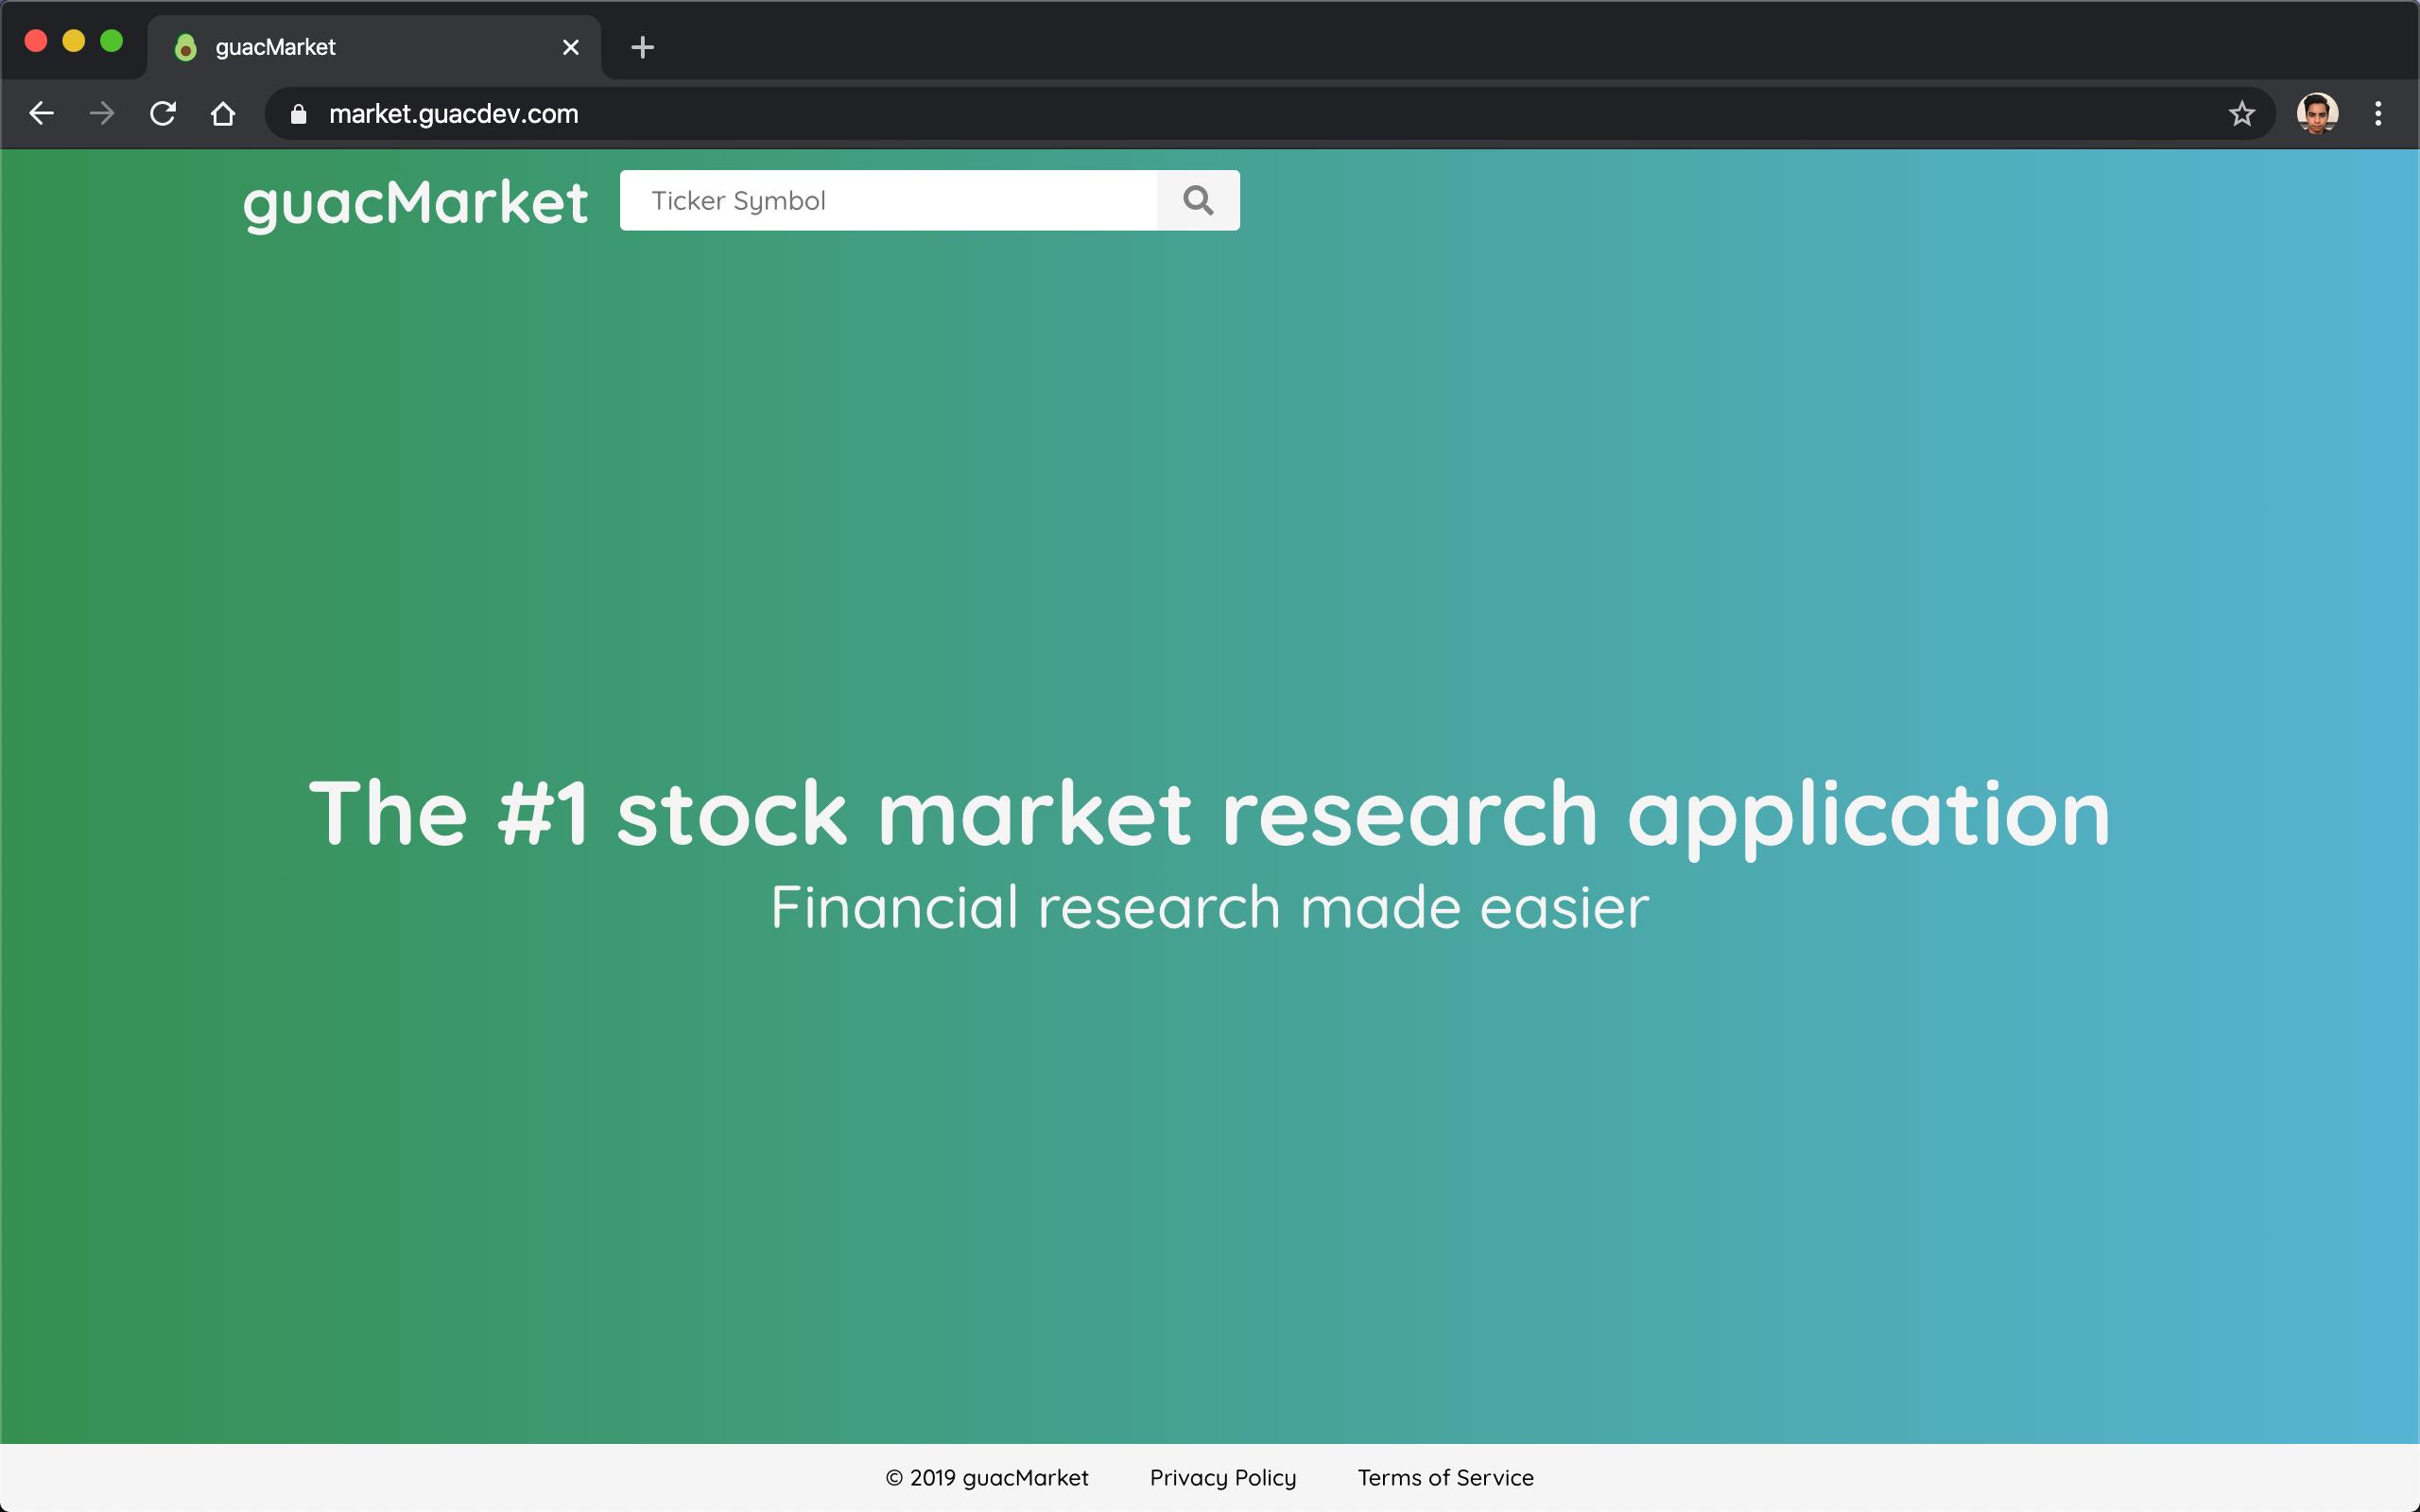 guacMarket
market.guacdev.com
guacMarket
Ticker Symbol
The #1 stock market research application
Financial research made easier
© 2019 guacMarket Privacy Policy Terms of Service